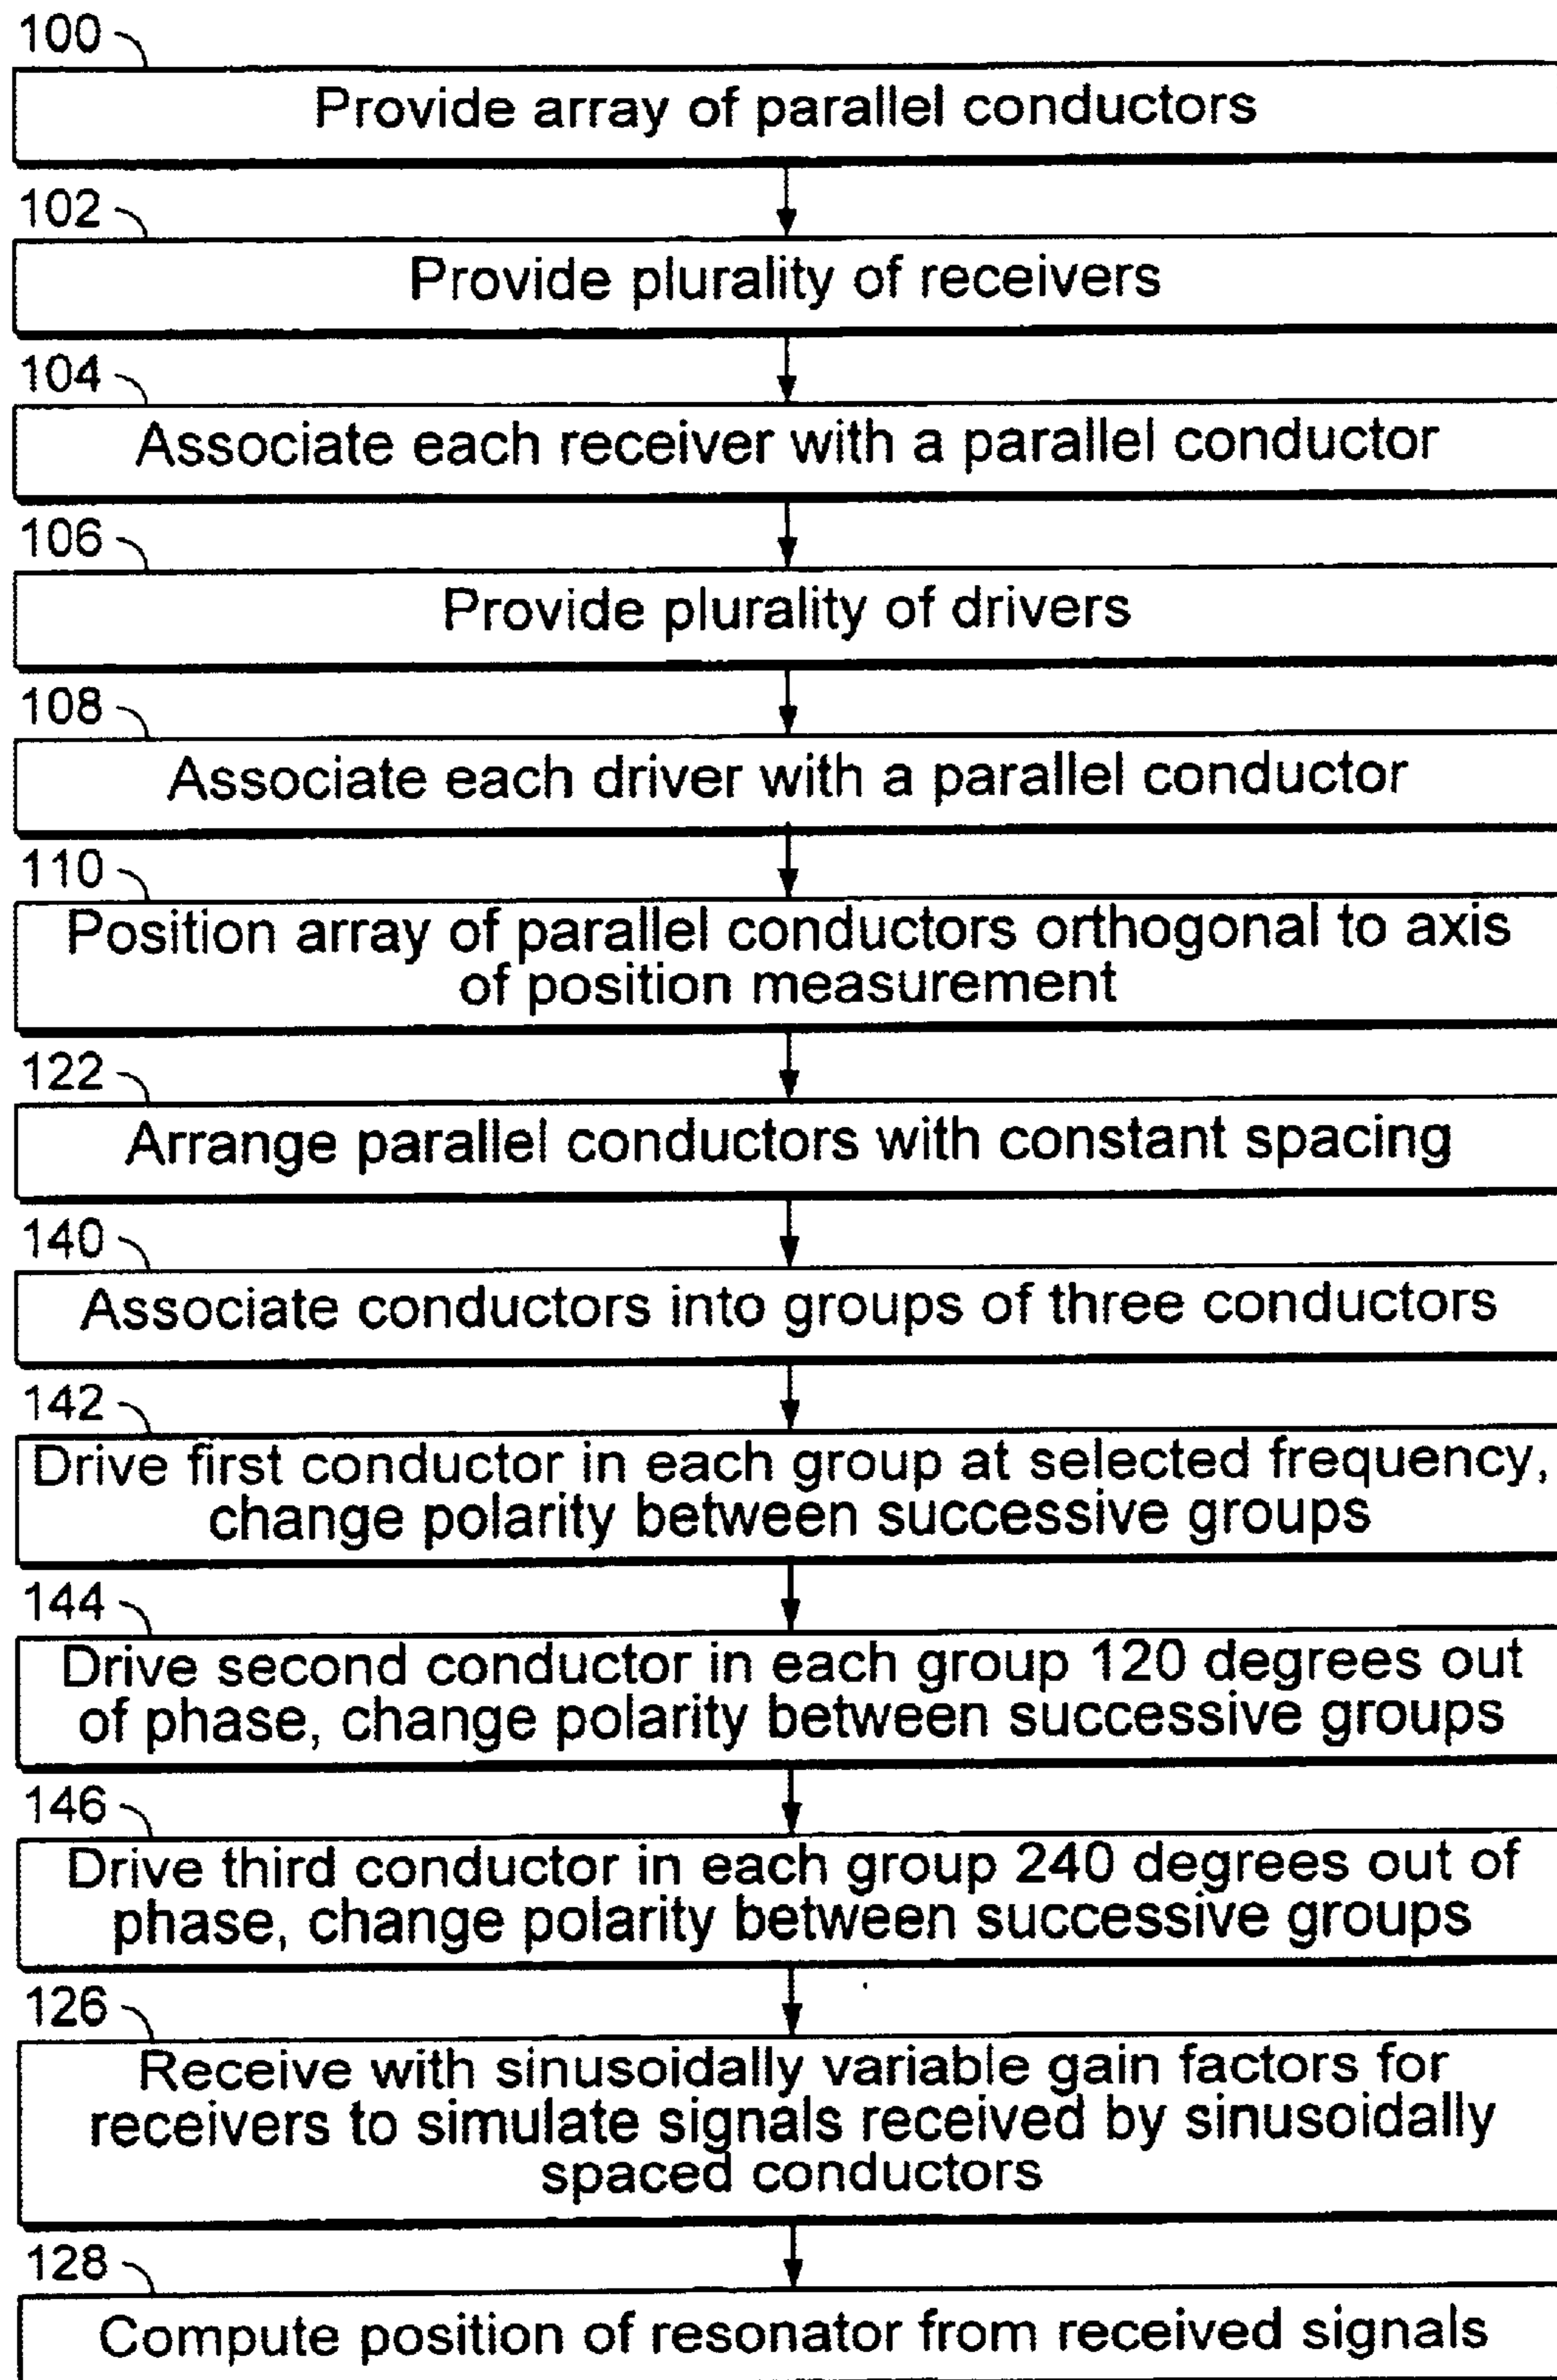 100
Provide array of parallel conductors
102
Provide plurality of receivers
104
Associate each receiver with a parallel conductor
106
Provide plurality of drivers
108
Associate each driver with a parallel conductor
110
Position array of parallel conductors orthogonal to axis
of position measurement
122
Arrange parallel conductors with constant spacing
140
Associate conductors into groups of three conductors
142
Drive first conductor in each group at selected frequency,
change polarity between successive groups
144
Drive second conductor in each group 120 degrees out
of phase, change polarity between successive groups
146
Drive third conductor in each group 240 degrees out of
phase, change polarity between successive groups
126
Receive with sinusoidally variable gain factors for
receivers to simulate signals received by sinusoidally
spaced conductors
128
Compute position of resonator from received signals